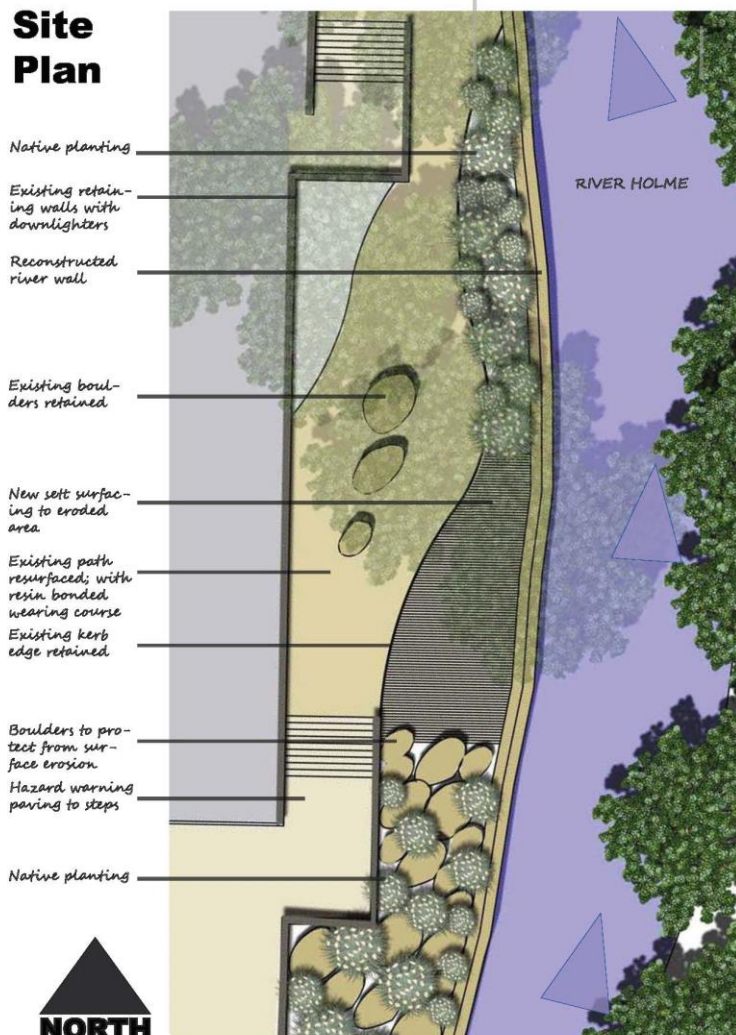 Site
Plan
Native planting
Existing retain-
ing walls with
downlighters
RIVER HOLME
Reconstructed
river wall
Existing boul-
ders retained
New sett surfac-
ing to eroded
area
Existing path
resurfaced; with
resin bonded
wearing course
Existing kerb
edge retained
Boulders to pro-
tect from sur-
face erosion
Hazard warning
paving to steps
Native planting
NORTH